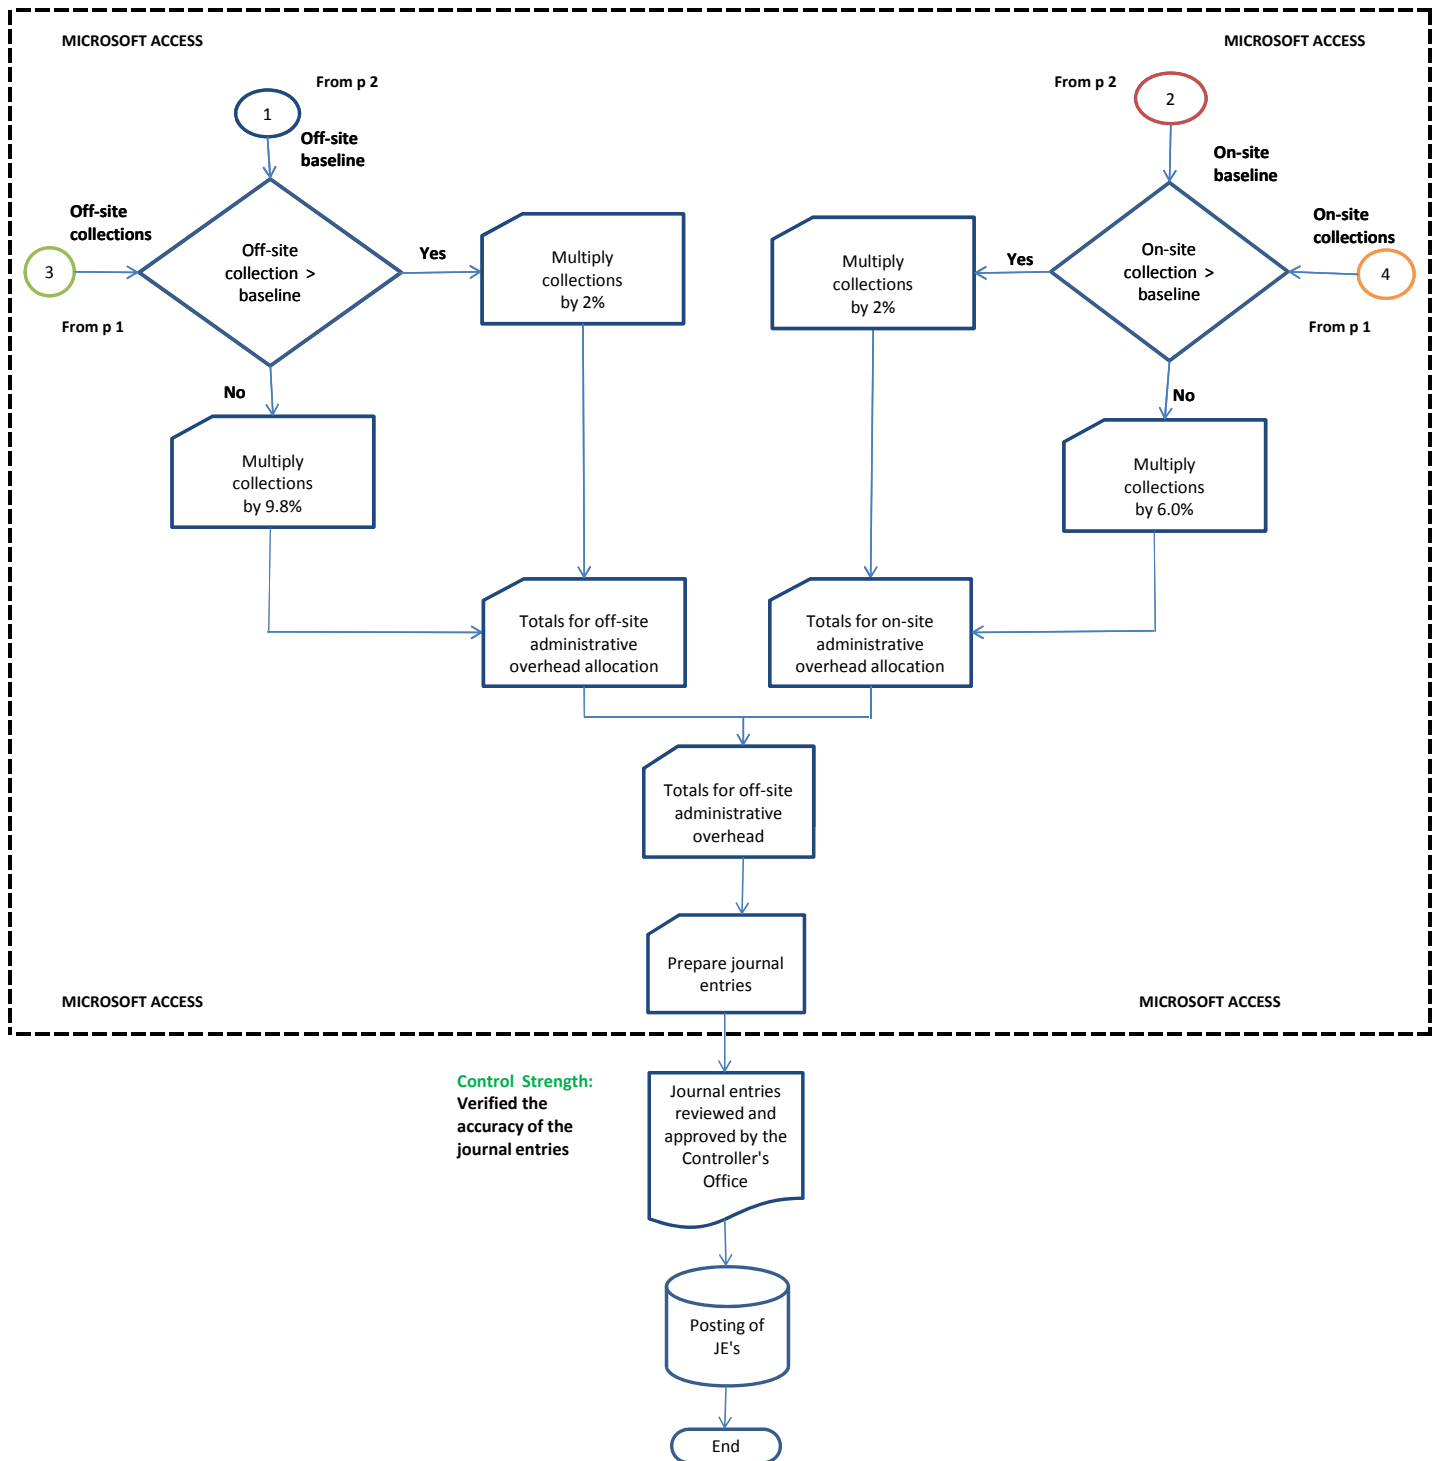 MICROSOFT ACCESS
MICROSOFT ACCESS
From p 2
1
Off-site
baseline
From p 2
2
On-site
baseline
Off-site
collections
3
From p 1
Off-site
collection >
baseline
Yes
Multiply
collections
by 2%
Multiply
collections
by 2%
Yes
On-site
collection >
baseline
On-site
collections
4
From p 1
No
Multiply
collections
by 9.8%
No
Multiply
collections
by 6.0%
Totals for off-site
administrative
overhead allocation
Totals for on-site
administrative
overhead allocation
Totals for off-site
administrative
overhead
Prepare journal
entries
MICROSOFT ACCESS
MICROSOFT ACCESS
Control Strength:
Verified the
accuracy of the
journal entries
Journal entries
reviewed and
approved by the
Controller's
Office
Posting of
JE's
End